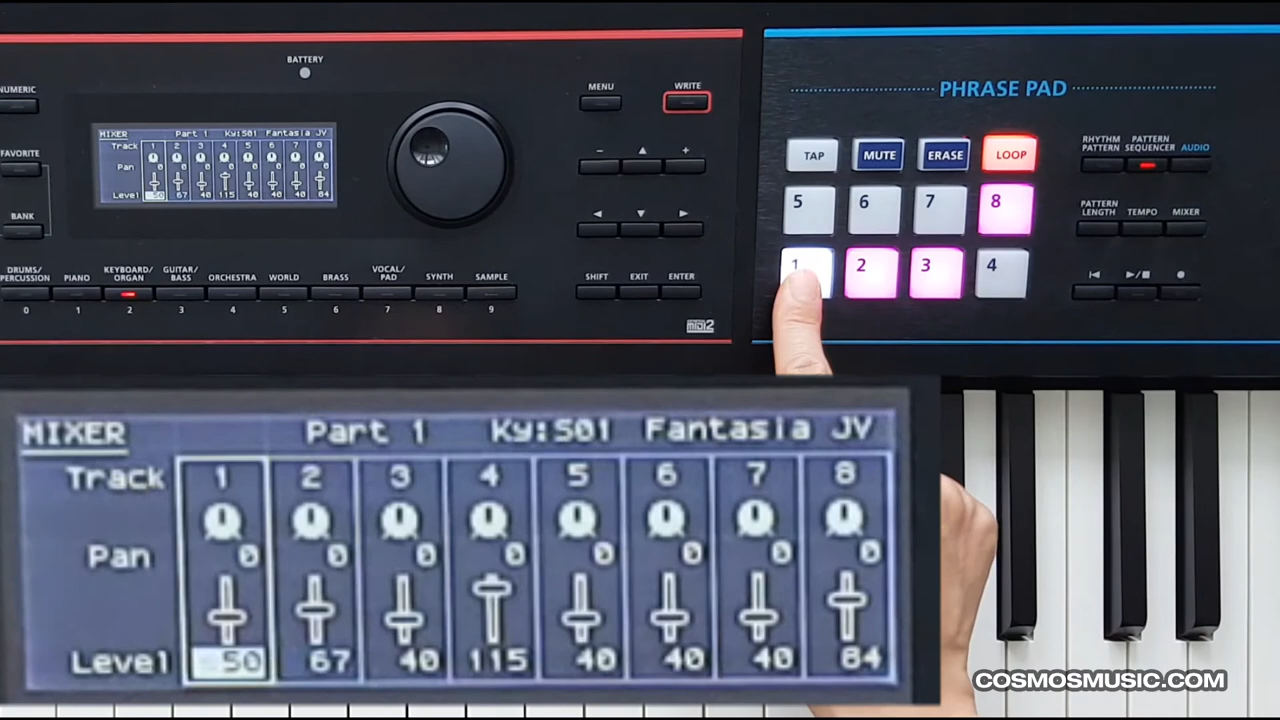 BATTERY
NUMERIC
MENU
WRITE
PHRASE PAD
MIXER Part 1 Ky:S01 Fantasia JV
Track 1 2 3 4 5 6 7 8
Pan 0 0 0 0 0 0 0 0
Level 50 67 40 115 40 40 40 84
FAVORITE
BANK
− ▲ +
◀ ▼ ▶
TAP MUTE ERASE LOOP
5 6 7 8
1 2 3 4
RHYTHM PATTERN
PATTERN SEQUENCER
AUDIO
PATTERN LENGTH
TEMPO
MIXER
DRUMS/
PERCUSSION
PIANO
KEYBOARD/
ORGAN
GUITAR/
BASS
ORCHESTRA
WORLD
BRASS
VOCAL/
PAD
SYNTH
SAMPLE
0 1 2 3 4 5 6 7 8 9
SHIFT EXIT ENTER
MIDI2
MIXER Part 1 Ky:S01 Fantasia JV
Track 1 2 3 4 5 6 7 8
Pan 0 0 0 0 0 0 0 0
Level 50 67 40 115 40 40 40 84
COSMOSMUSIC.COM